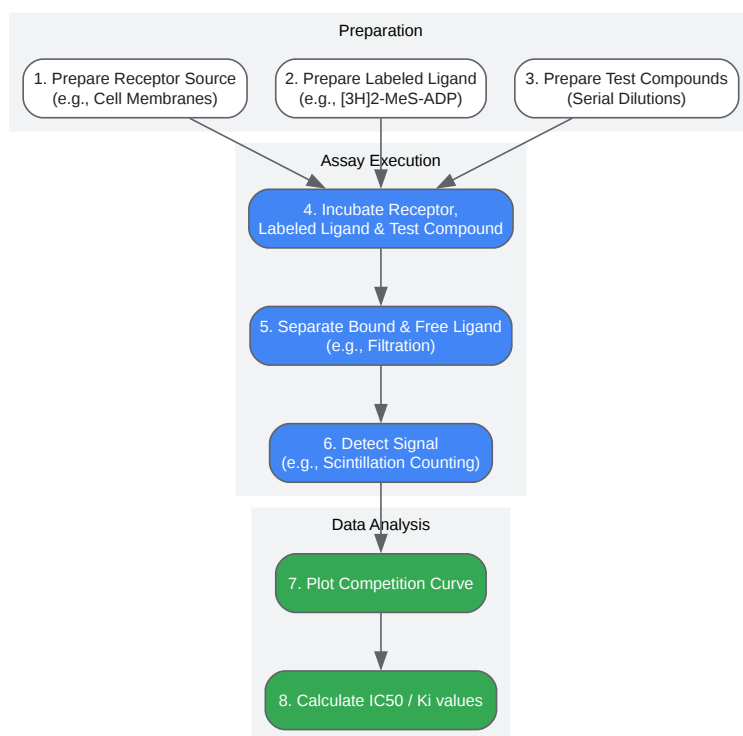 Preparation
1. Prepare Receptor Source
(e.g., Cell Membranes)
2. Prepare Labeled Ligand
(e.g., [3H]2-MeS-ADP)
3. Prepare Test Compounds
(Serial Dilutions)
Assay Execution
4. Incubate Receptor,
Labeled Ligand & Test Compound
5. Separate Bound & Free Ligand
(e.g., Filtration)
6. Detect Signal
(e.g., Scintillation Counting)
Data Analysis
7. Plot Competition Curve
8. Calculate IC50 / Ki values